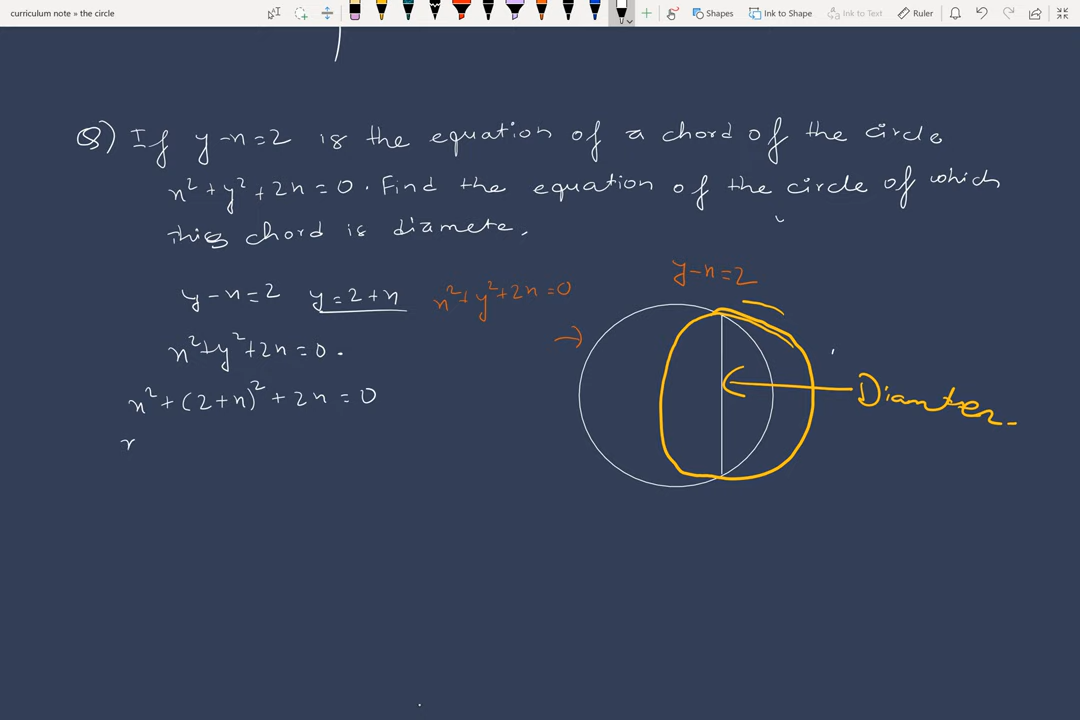 curriculum note » the circle
Shapes Ink to Shape Ink to Text Ruler
Q) If y-x=2 is the equation of a chord of the circle
x²+y²+2x=0. Find the equation of the circle of which
this chord is diamete.
y-x=2
y-x=2 y=2+x x²+y²+2x=0
x²+y²+2x=0.
x²+(2+x)²+2x=0
Diamter